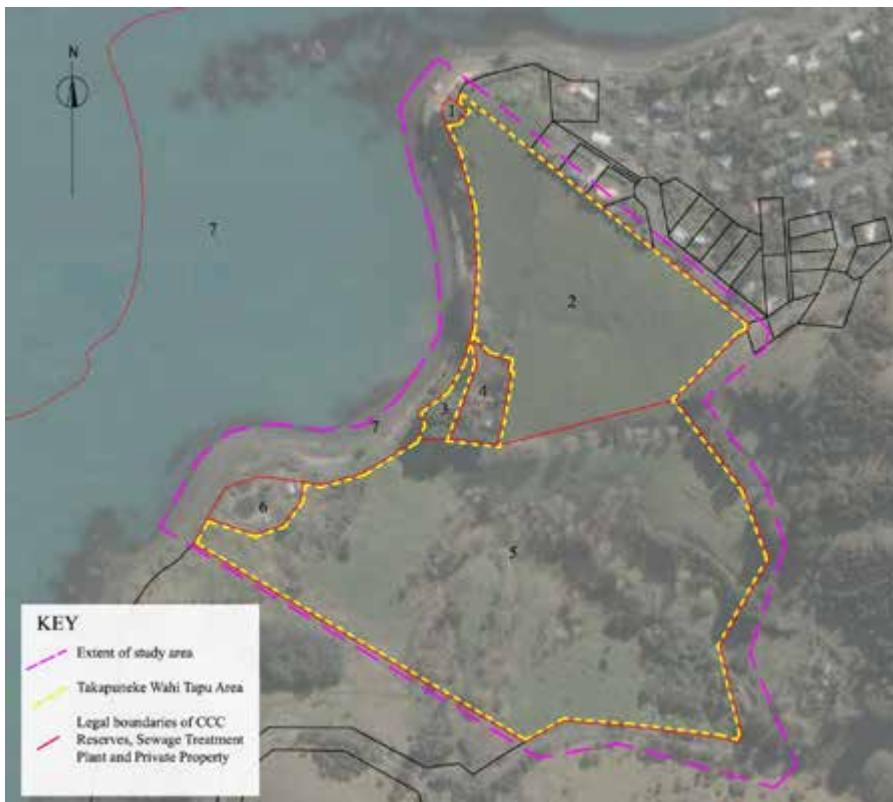 N
1
7
2
4
3
7
6
5
KEY
Extent of study area
Takapuneke Wahi Tapu Area
Legal boundaries of CCC
Reserves, Sewage Treatment
Plant and Private Property